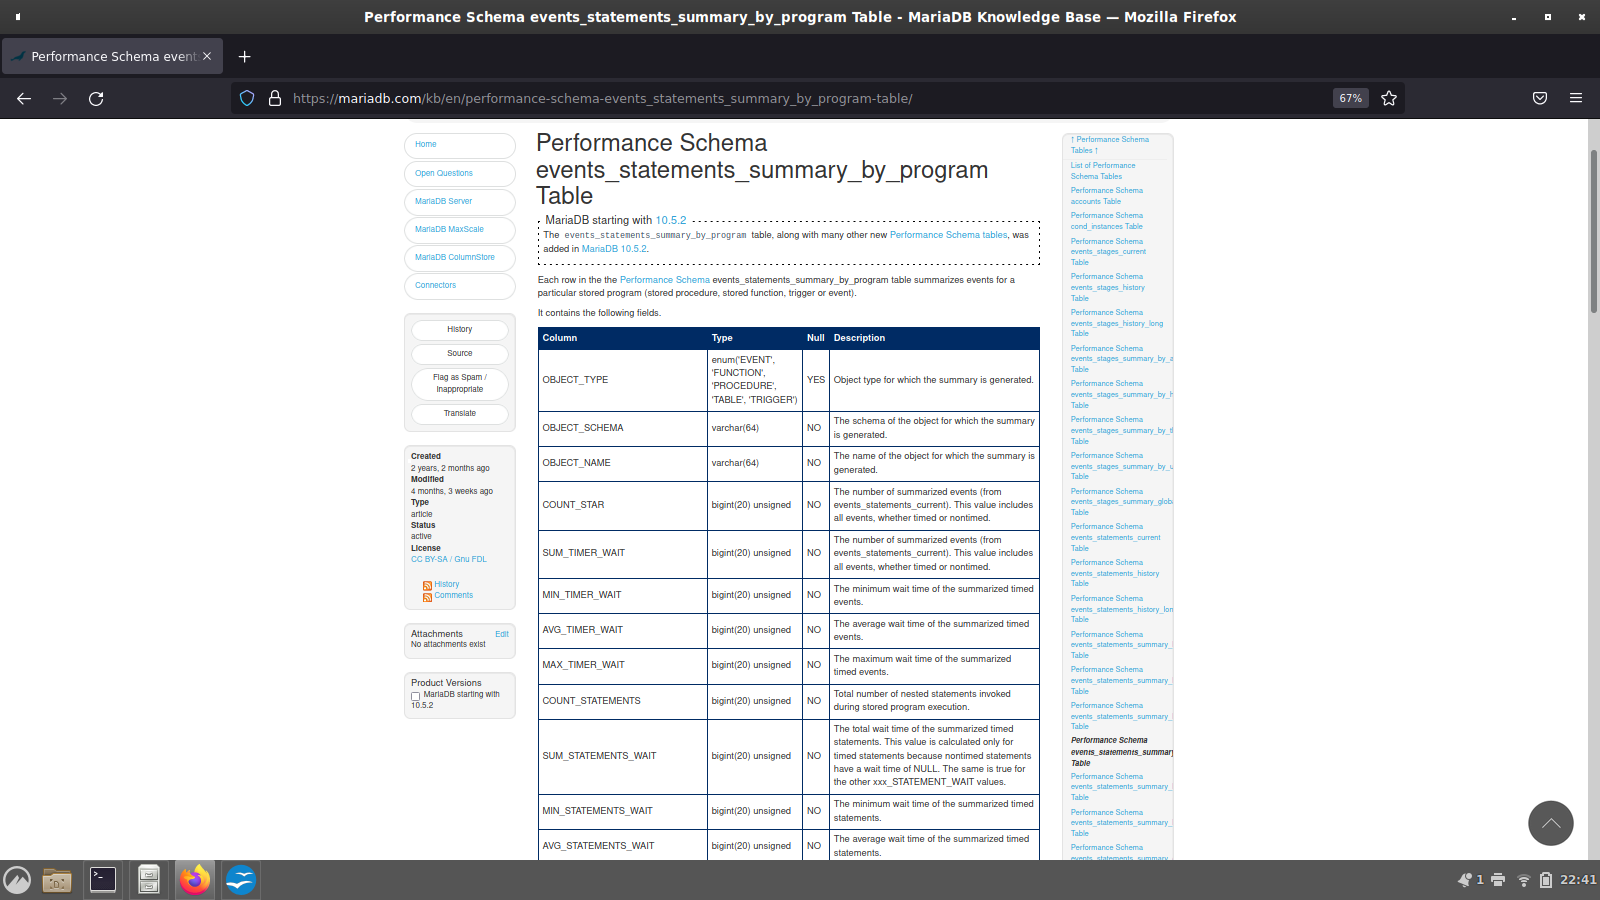 Performance Schema events_statements_summary_by_program Table - MariaDB Knowledge Base — Mozilla Firefox
Performance Schema event
https://mariadb.com/kb/en/performance-schema-events_statements_summary_by_program-table/
67%
Home
Open Questions
MariaDB Server
MariaDB MaxScale
MariaDB ColumnStore
Connectors
History
Source
Flag as Spam /
Inappropriate
Translate
Created
2 years, 2 months ago
Modified
4 months, 3 weeks ago
Type
article
Status
active
License
CC BY-SA / Gnu FDL
History
Comments
Attachments
Edit
No attachments exist
Product Versions
MariaDB starting with
10.5.2
Performance Schema
events_statements_summary_by_program
Table
MariaDB starting with 10.5.2
The events_statements_summary_by_program table, along with many other new Performance Schema tables, was
added in MariaDB 10.5.2.
Each row in the the Performance Schema events_statements_summary_by_program table summarizes events for a
particular stored program (stored procedure, stored function, trigger or event).
It contains the following fields.
Column Type Null Description
OBJECT_TYPE
enum('EVENT',
'FUNCTION',
'PROCEDURE',
'TABLE', 'TRIGGER')
YES
Object type for which the summary is generated.
OBJECT_SCHEMA
varchar(64)
NO
The schema of the object for which the summary
is generated.
OBJECT_NAME
varchar(64)
NO
The name of the object for which the summary is
generated.
COUNT_STAR
bigint(20) unsigned
NO
The number of summarized events (from
events_statements_current). This value includes
all events, whether timed or nontimed.
SUM_TIMER_WAIT
bigint(20) unsigned
NO
The number of summarized events (from
events_statements_current). This value includes
all events, whether timed or nontimed.
MIN_TIMER_WAIT
bigint(20) unsigned
NO
The minimum wait time of the summarized timed
events.
AVG_TIMER_WAIT
bigint(20) unsigned
NO
The average wait time of the summarized timed
events.
MAX_TIMER_WAIT
bigint(20) unsigned
NO
The maximum wait time of the summarized
timed events.
COUNT_STATEMENTS
bigint(20) unsigned
NO
Total number of nested statements invoked
during stored program execution.
SUM_STATEMENTS_WAIT
bigint(20) unsigned
NO
The total wait time of the summarized timed
statements. This value is calculated only for
timed statements because nontimed statements
have a wait time of NULL. The same is true for
the other xxx_STATEMENT_WAIT values.
MIN_STATEMENTS_WAIT
bigint(20) unsigned
NO
The minimum wait time of the summarized timed
statements.
AVG_STATEMENTS_WAIT
bigint(20) unsigned
NO
The average wait time of the summarized timed
statements.
↑ Performance Schema
Tables ↑
List of Performance
Schema Tables
Performance Schema
accounts Table
Performance Schema
cond_instances Table
Performance Schema
events_stages_current
Table
Performance Schema
events_stages_history
Table
Performance Schema
events_stages_history_long
Table
Performance Schema
events_stages_summary_by_a
Table
Performance Schema
events_stages_summary_by_h
Table
Performance Schema
events_stages_summary_by_t
Table
Performance Schema
events_stages_summary_by_u
Table
Performance Schema
events_stages_summary_globa
Table
Performance Schema
events_statements_current
Table
Performance Schema
events_statements_history
Table
Performance Schema
events_statements_history_lon
Table
Performance Schema
events_statements_summary_
Table
Performance Schema
events_statements_summary_
Table
Performance Schema
events_statements_summary_
Table
Performance Schema
events_statements_summary
Table
Performance Schema
events_statements_summary_
Table
Performance Schema
events_statements_summary_
Table
Performance Schema
events_statements_summary_
1
22:41